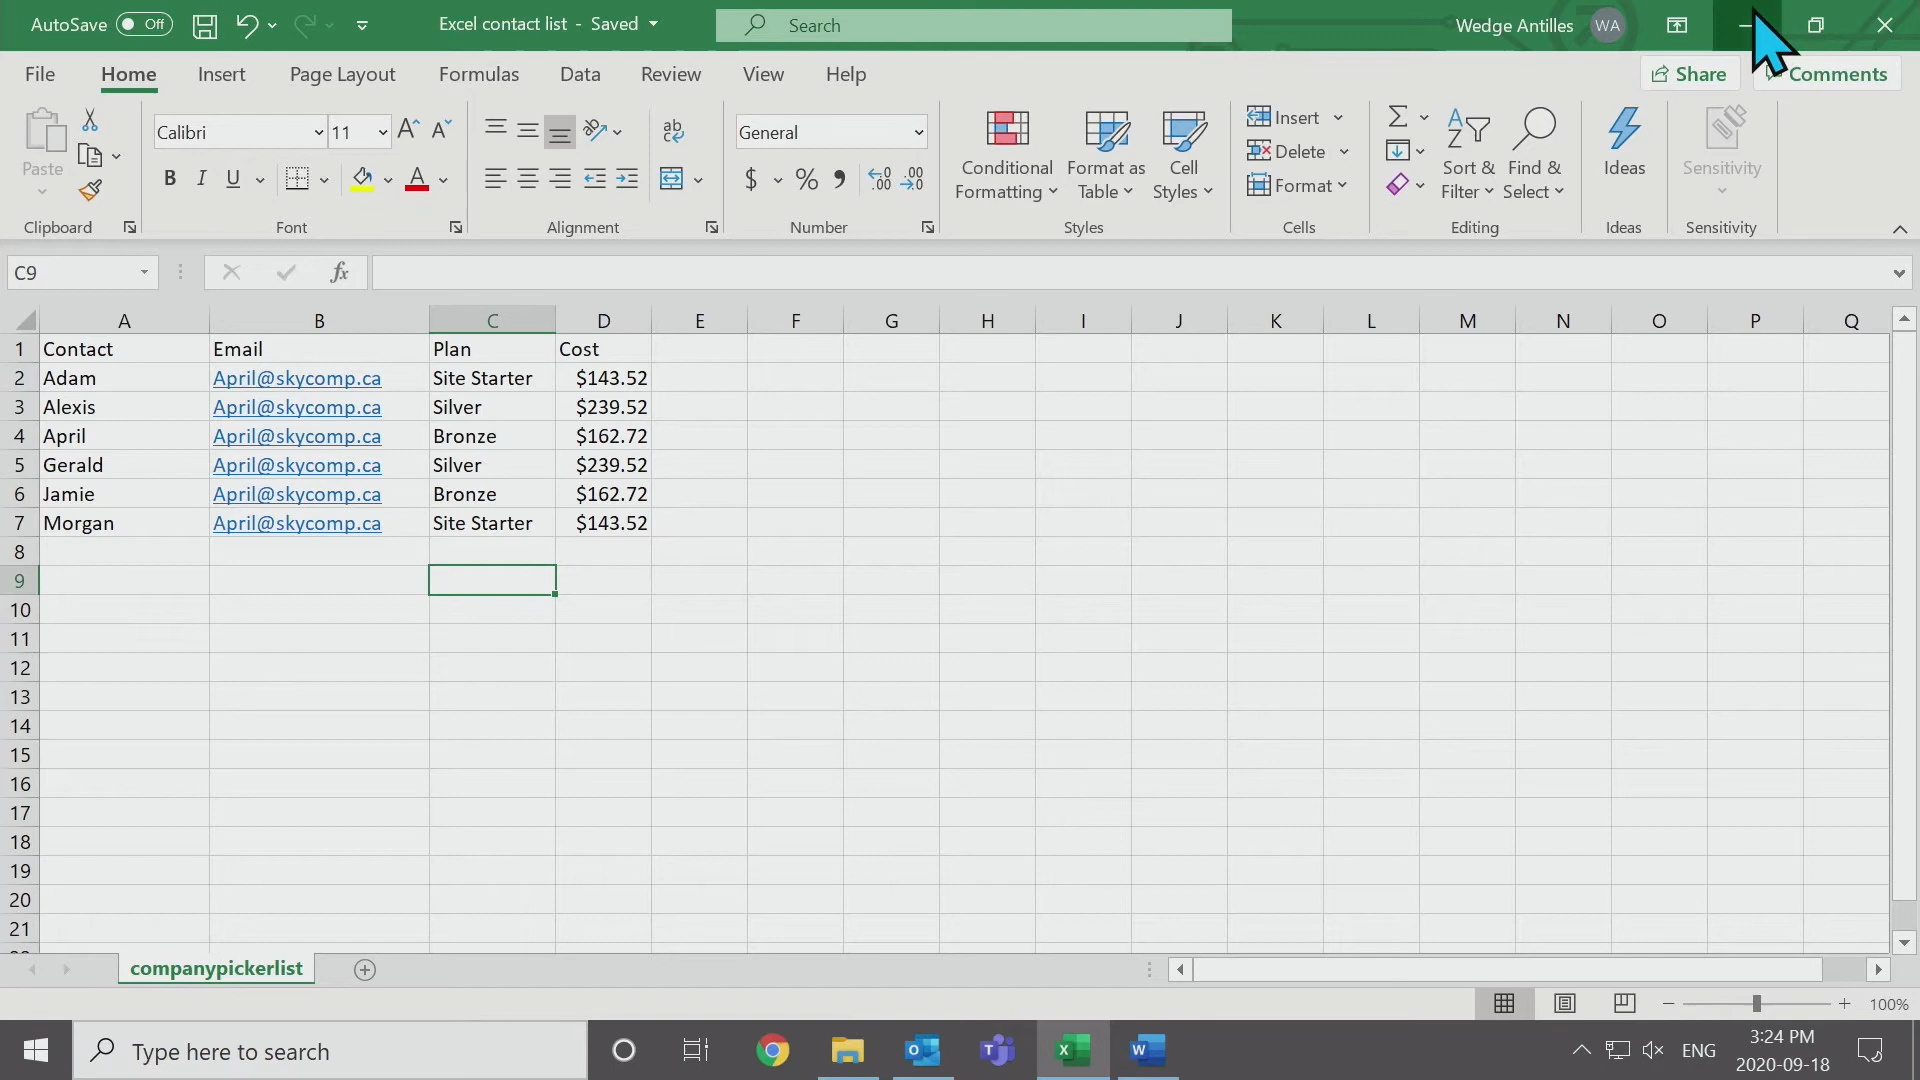 AutoSave Off Excel contact list - Saved Search Wedge Antilles WA
File Home Insert Page Layout Formulas Data Review View Help Share Comments
Paste
Clipboard
Calibri 11
B I U
Font
ab
Alignment
General
$ % 9 .00 .00
Number
Conditional
Formatting
Format as
Table
Cell
Styles
Styles
Insert
Delete
Format
Cells
Sort &
Filter
Find &
Select
Editing
Ideas
Ideas
Sensitivity
Sensitivity
C9 fx
A B C D E F G H I J K L M N O P Q
1 Contact Email Plan Cost
2 Adam April@skycomp.ca Site Starter $143.52
3 Alexis April@skycomp.ca Silver $239.52
4 April April@skycomp.ca Bronze $162.72
5 Gerald April@skycomp.ca Silver $239.52
6 Jamie April@skycomp.ca Bronze $162.72
7 Morgan April@skycomp.ca Site Starter $143.52
8
9
10
11
12
13
14
15
16
17
18
19
20
21
companypickerlist
100%
Type here to search
ENG
3:24 PM
2020-09-18